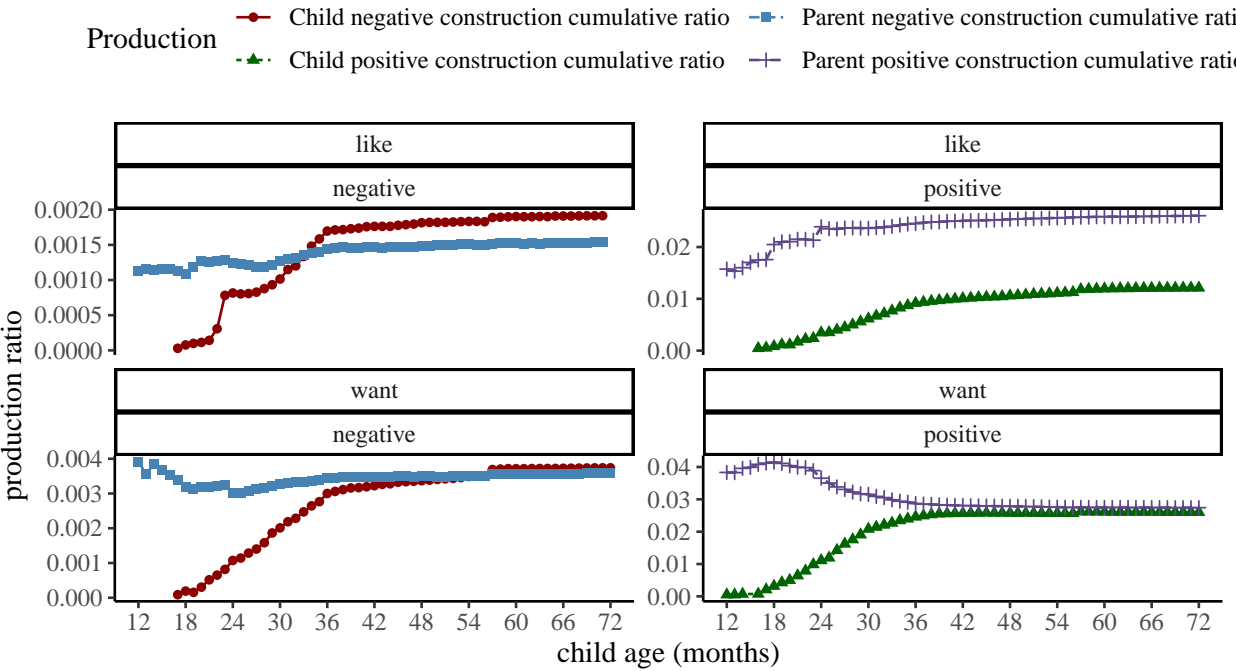 Production
Child negative construction cumulative ratio
Parent negative construction cumulative rati
Child positive construction cumulative ratio
Parent positive construction cumulative ratio
like
like
negative
positive
0.0020
0.0015
0.0010
0.0005
0.0000
0.02
0.01
0.00
want
want
negative
positive
0.004
0.003
0.002
0.001
0.000
0.04
0.03
0.02
0.01
0.00
12 18 24 30 36 42 48 54 60 66 72
12 18 24 30 36 42 48 54 60 66 72
production ratio
child age (months)